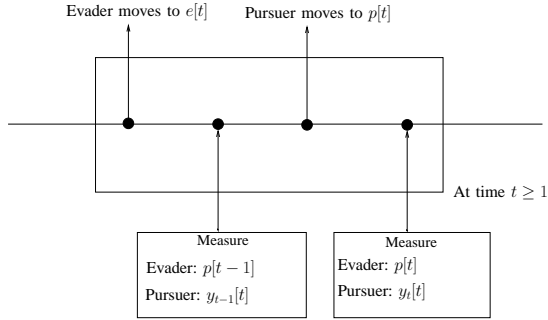 Evader moves to e[t]
Pursuer moves to p[t]
At time t ≥ 1
Measure
Evader: p[t − 1]
Pursuer: y_{t−1}[t]
Measure
Evader: p[t]
Pursuer: y_t[t]